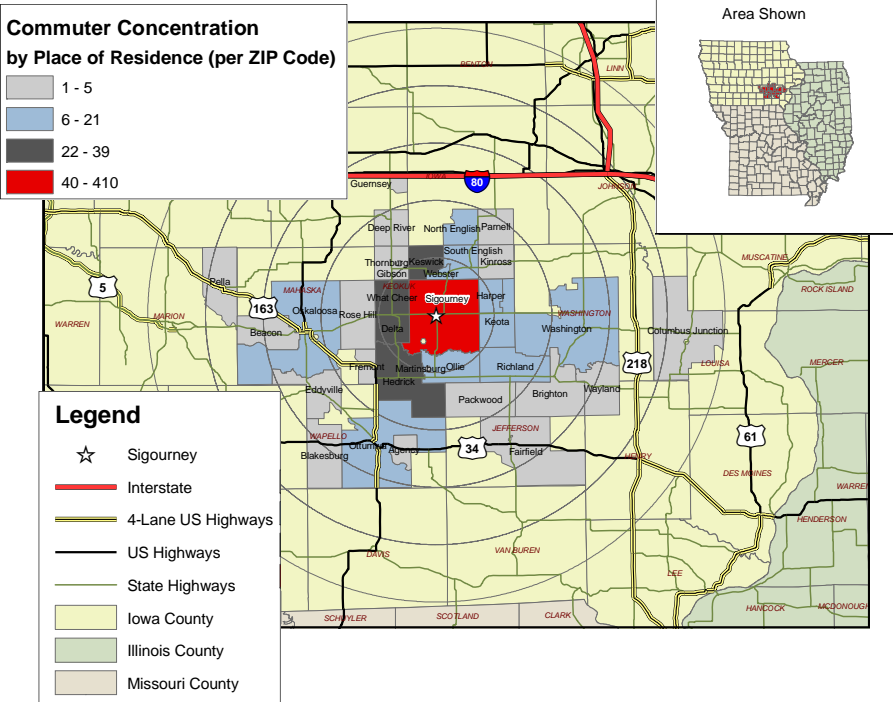 Commuter Concentration
by Place of Residence (per ZIP Code)
1 - 5
6 - 21
22 - 39
40 - 410
Area Shown
BENTON
LINN
IOWA
80
Guernsey
JOHNSON
Deep River
North English
Parnell
South English
Thornburg
Keswick
Kinross
Gibson
Webster
MUSCATINE
Pella
KEOKUK
5
MAHASKA
What Cheer
Sigourney
Harper
ROCK ISLAND
163
Oskaloosa
Rose Hill
WASHINGTON
WARREN
MARION
Beacon
Delta
Keota
Washington
Columbus Junction
Fremont
Martinsburg
Ollie
Richland
218
LOUISA
MERCER
Eddyville
Hedrick
Packwood
Brighton
Wayland
WAPELLO
Ottumwa
Agency
JEFFERSON
34
Fairfield
61
Blakesburg
HENRY
DES MOINES
WARREN
HENDERSON
DAVIS
VAN BUREN
LEE
SCHUYLER
SCOTLAND
CLARK
HANCOCK
MCDONOUGH
Legend
Sigourney
Interstate
4-Lane US Highways
US Highways
State Highways
Iowa County
Illinois County
Missouri County